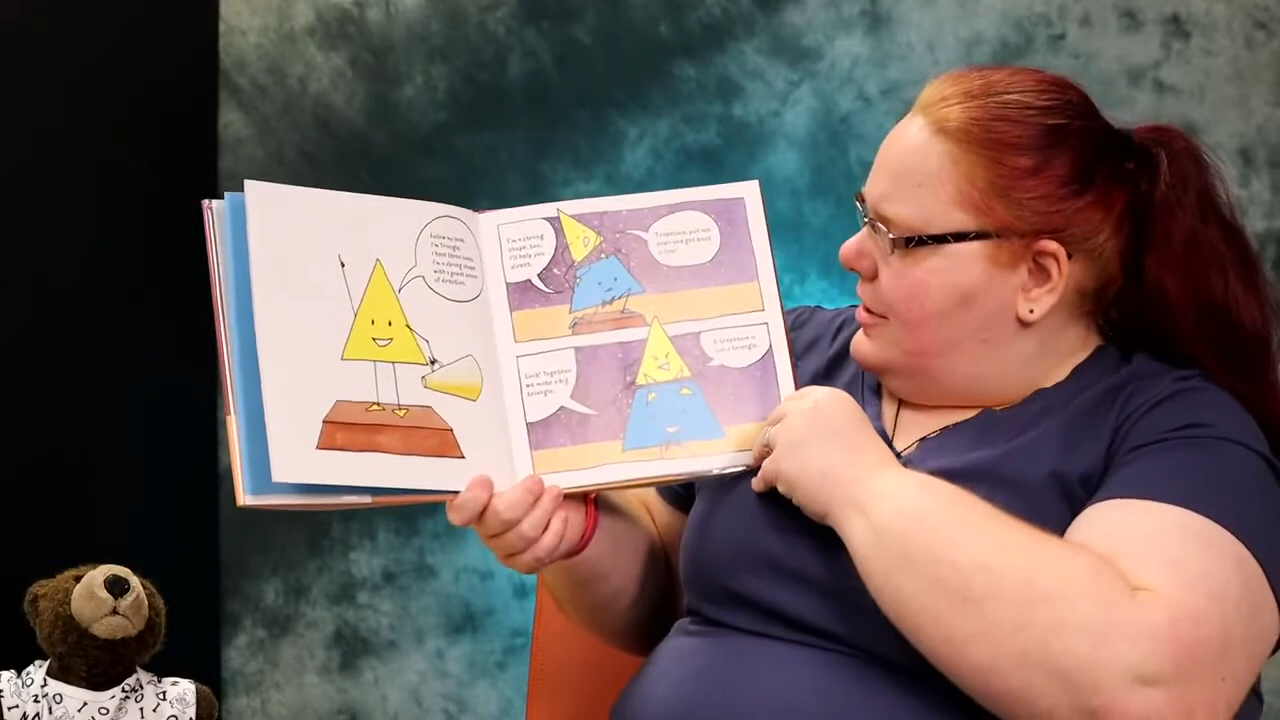 Follow my lead.
I'm Triangle.
I have three sides.
I'm a strong shape
with a great sense
of direction.
I'm a strong
shape, too.
I'll help you
direct.
Trapezoid, put me
down and get back
in line!
Look! Together
we make a big
triangle.
A trapezoid is
not a triangle.